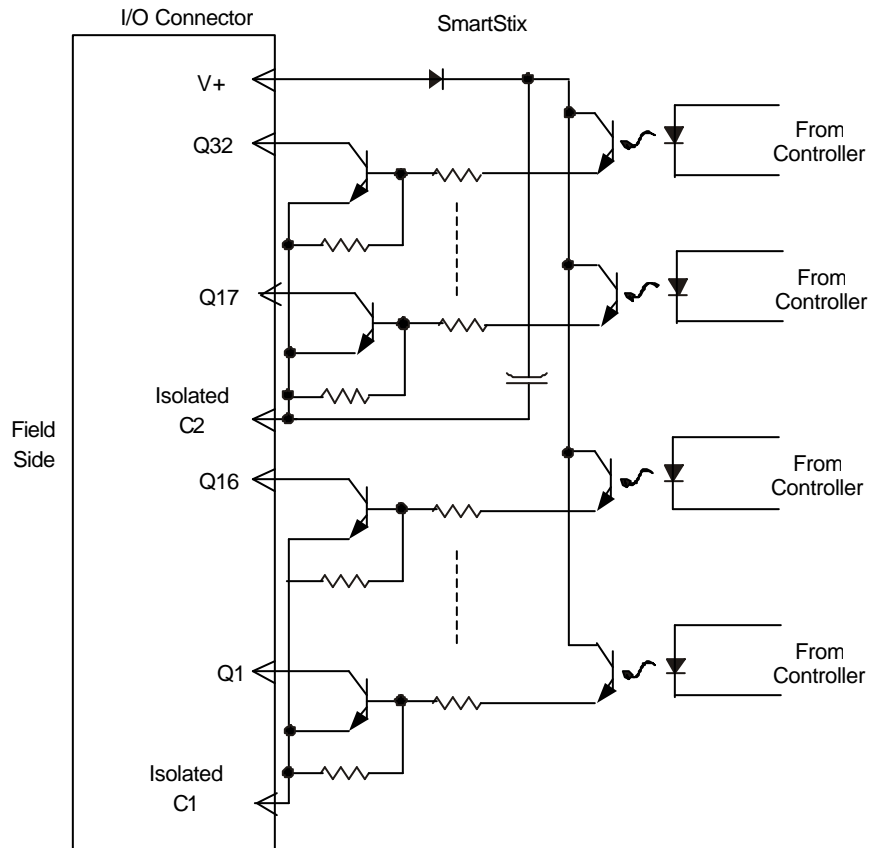 I/O Connector
SmartStix
V+
Q32
From
Controller
Q17
From
Controller
Isolated
C2
Field
Side
Q16
From
Controller
Q1
From
Controller
Isolated
C1